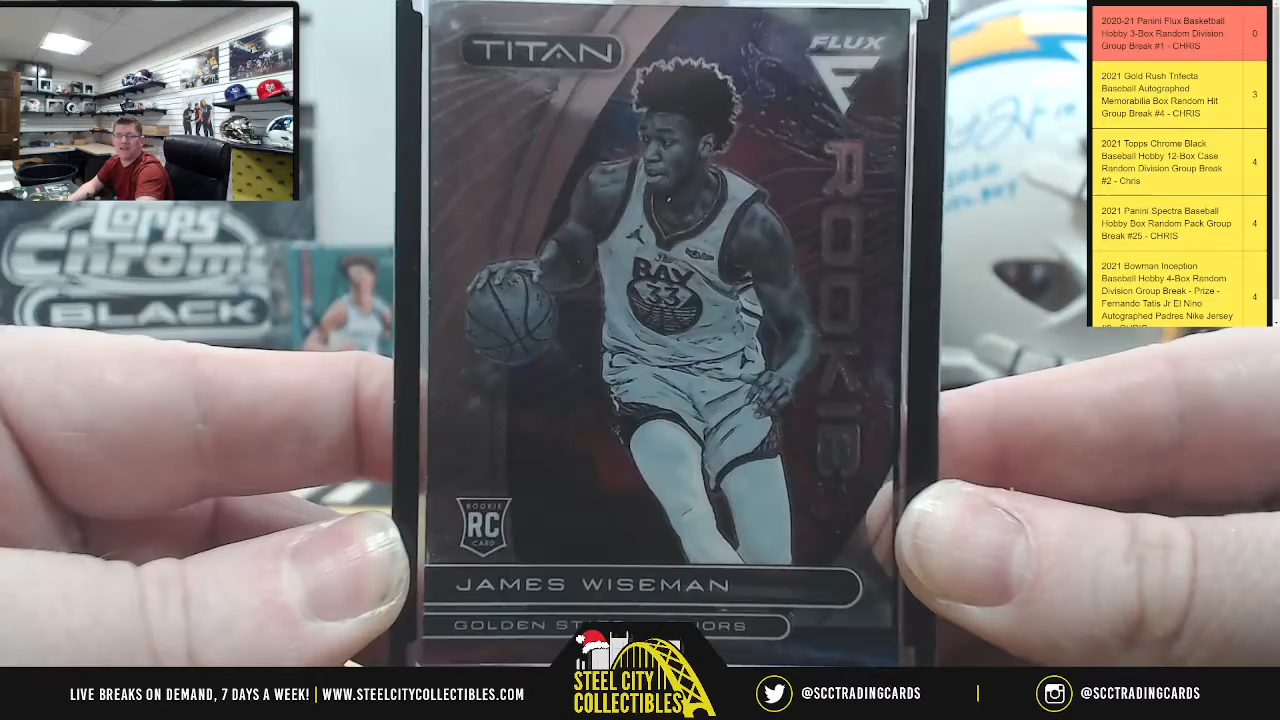 TITAN
FLUX
ROOKIE
BAY
33
ROOKIE
RC
CARD
JAMES WISEMAN
GOLDEN
Topps
Chrome
BLACK
2020-21 Panini Flux Basketball
Hobby 3-Box Random Division
Group Break #1 - CHRIS
0
2021 Gold Rush Trifecta
Baseball Autographed
Memorabilia Box Random Hit
Group Break #4 - CHRIS
3
2021 Topps Chrome Black
Baseball Hobby 12-Box Case
Random Division Group Break
#2 - Chris
4
2021 Panini Spectra Baseball
Hobby Box Random Pack Group
Break #25 - CHRIS
4
2021 Bowman Inception
Baseball Hobby 4-Box Random
Division Group Break - Prize -
Fernando Tatis Jr El Nino
Autographed Padres Nike Jersey
4
LIVE BREAKS ON DEMAND, 7 DAYS A WEEK! | WWW.STEELCITYCOLLECTIBLES.COM
STEEL CITY
COLLECTIBLES
@SCCTRADINGCARDS
@SCCTRADINGCARDS